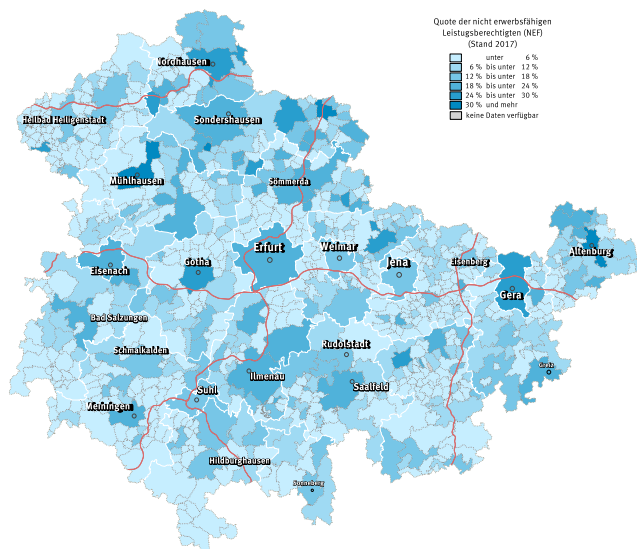 Quote der nicht erwerbsfähigen
Leistugsberechtigten (NEF)
(Stand 2017)
unter 6 %
6 % bis unter 12 %
12 % bis unter 18 %
18 % bis unter 24 %
24 % bis unter 30 %
30 % und mehr
keine Daten verfügbar
Nordhausen
Heilbad Heiligenstadt
Sondershausen
Mühlhausen
Sömmerda
Erfurt
Weimar
Gotha
Jena
Eisenberg
Altenburg
Eisenach
Gera
Bad Salzungen
Schmalkalden
Rudolstadt
Greiz
Ilmenau
Suhl
Saalfeld
Meiningen
Hildburghausen
Sonneberg